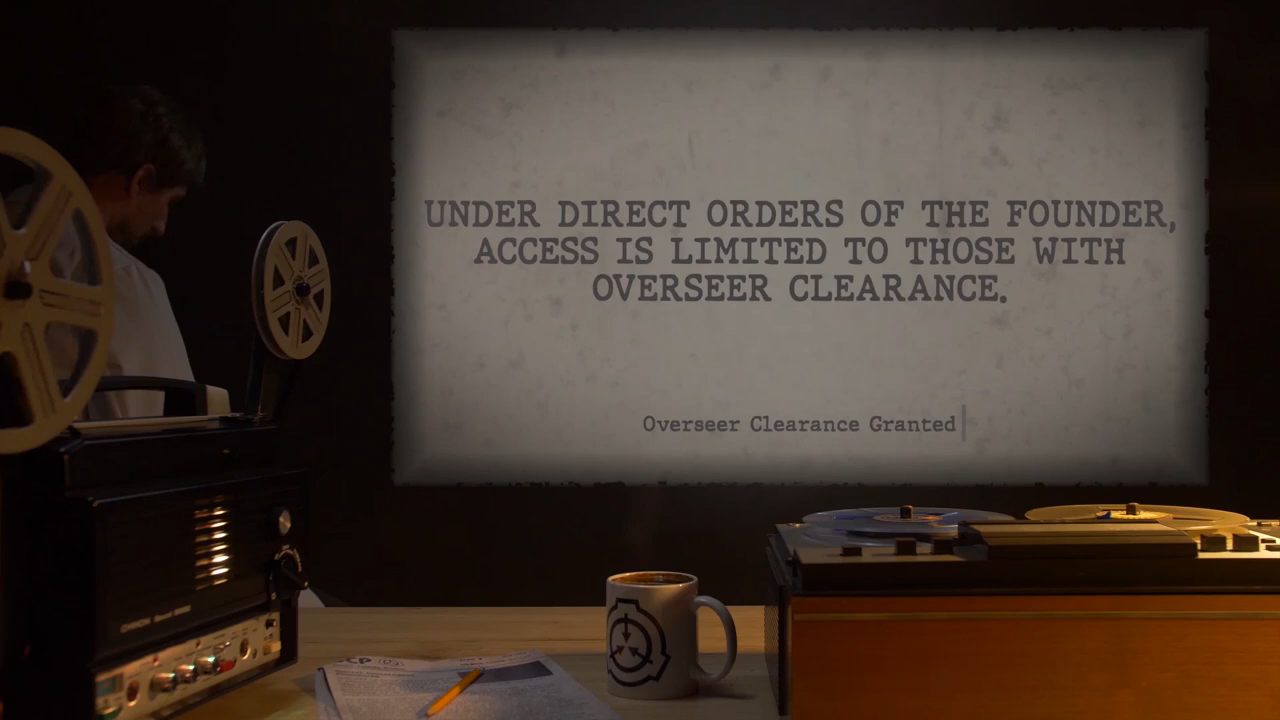 UNDER DIRECT ORDERS OF THE FOUNDER,
ACCESS IS LIMITED TO THOSE WITH
OVERSEER CLEARANCE.
Overseer Clearance Granted